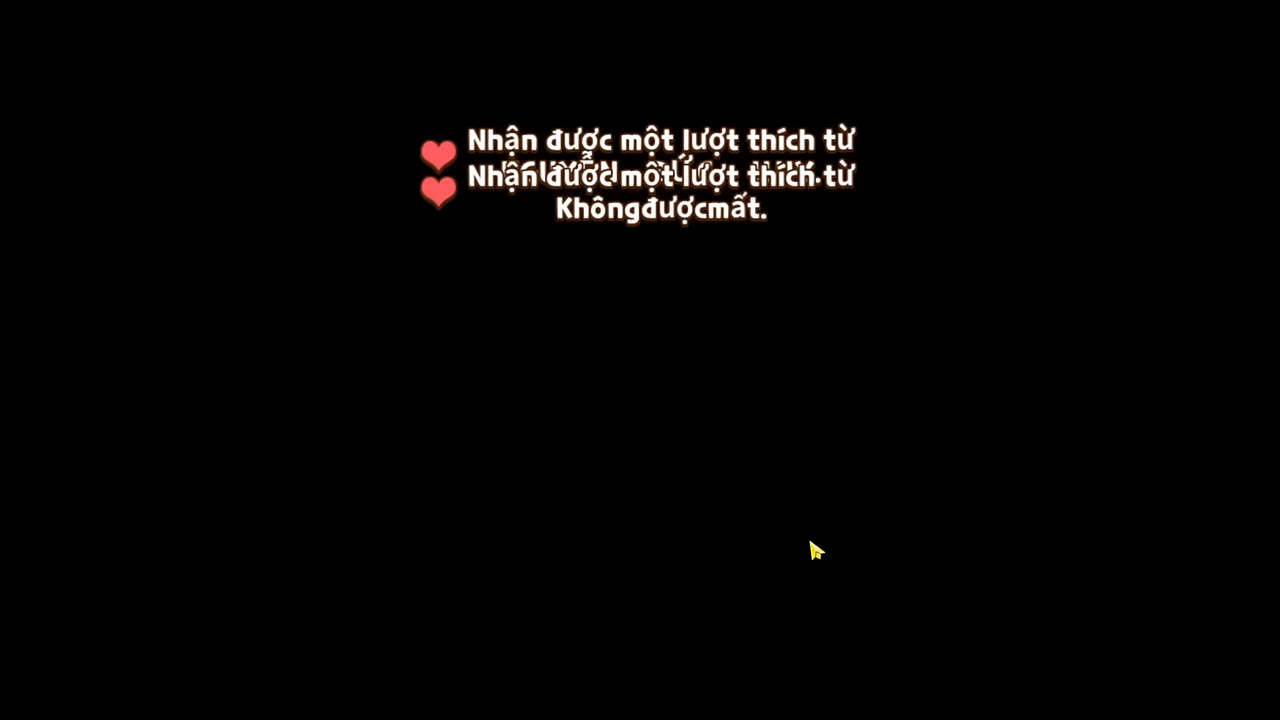 Nhận được một lượt thích từ
Nhận được một lượt thích từ
Khôngđượcmất.